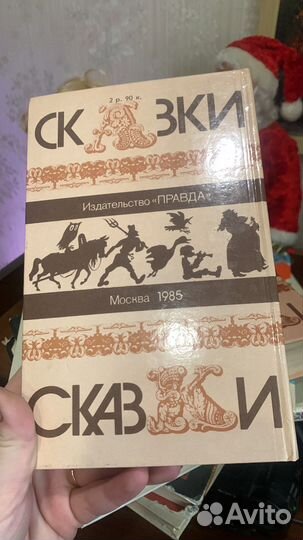 2 р. 90 к.
СКАЗКИ
Издательство «ПРАВДА»
Москва 1985
СКАЗКИ
Avito